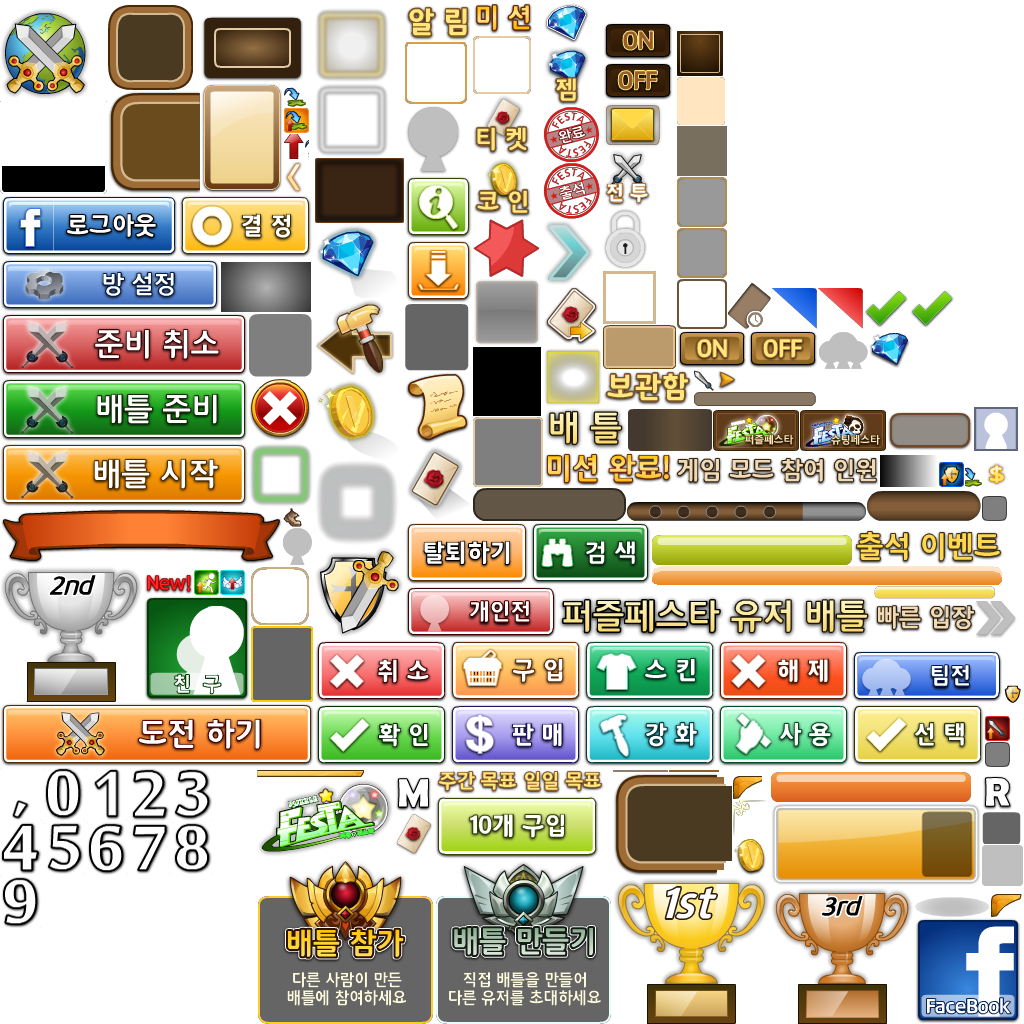 알림 미션
ON
OFF
젬
FESTA 완료 FESTA
티켓
전투
FESTA 출석 FESTA
코인
로그아웃
결정
방 설정
준비 취소
배틀 준비
배틀 시작
ON OFF
보관함
배틀
FESTA 퍼즐페스타
FESTA 슈팅페스타
미션 완료! 게임 모드 참여 인원
$
탈퇴하기
검색
출석 이벤트
개인전
퍼즐페스타 유저 배틀
빠른 입장
2nd
New!
친구
취소
구입
스킨
해제
팀전
도전 하기
확인
$ 판매
강화
사용
선택
,0123
45678
9
FESTA
M
주간 목표 일일 목표
10개 구입
R
배틀 참가
다른 사람이 만든
배틀에 참여하세요
배틀 만들기
직접 배틀을 만들어
다른 유저를 초대하세요
1st
3rd
f
FaceBook